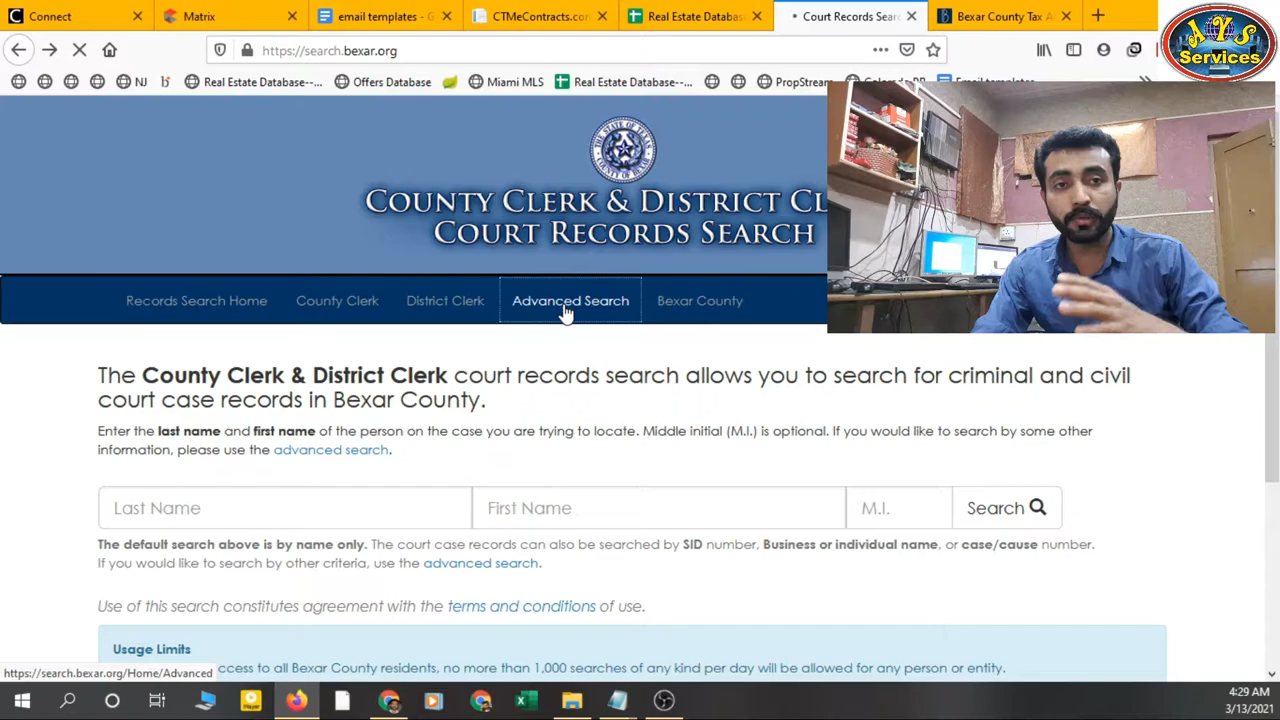 Connect
Matrix
email templates - G
CTMeContracts.co
Real Estate Databas
Court Records Sear
Bexar County Tax A
AYS
Services
https://search.bexar.org
NJ
Real Estate Database--...
Offers Database
Miami MLS
Real Estate Database--...
PropStream
THE STATE OF TEXAS
COUNTY CLERK & DISTRICT CL
COURT RECORDS SEARCH
Records Search Home
County Clerk
District Clerk
Advanced Search
Bexar County
The County Clerk & District Clerk court records search allows you to search for criminal and civil
court case records in Bexar County.
Enter the last name and first name of the person on the case you are trying to locate. Middle initial (M.I.) is optional. If you would like to search by some other
information, please use the advanced search.
Last Name
First Name
M.I.
Search
The default search above is by name only. The court case records can also be searched by SID number, Business or individual name, or case/cause number.
If you would like to search by other criteria, use the advanced search.
Use of this search constitutes agreement with the terms and conditions of use.
Usage Limits
ccess to all Bexar County residents, no more than 1,000 searches of any kind per day will be allowed for any person or entity.
https://search.bexar.org/Home/Advanced
4:29 AM
3/13/2021